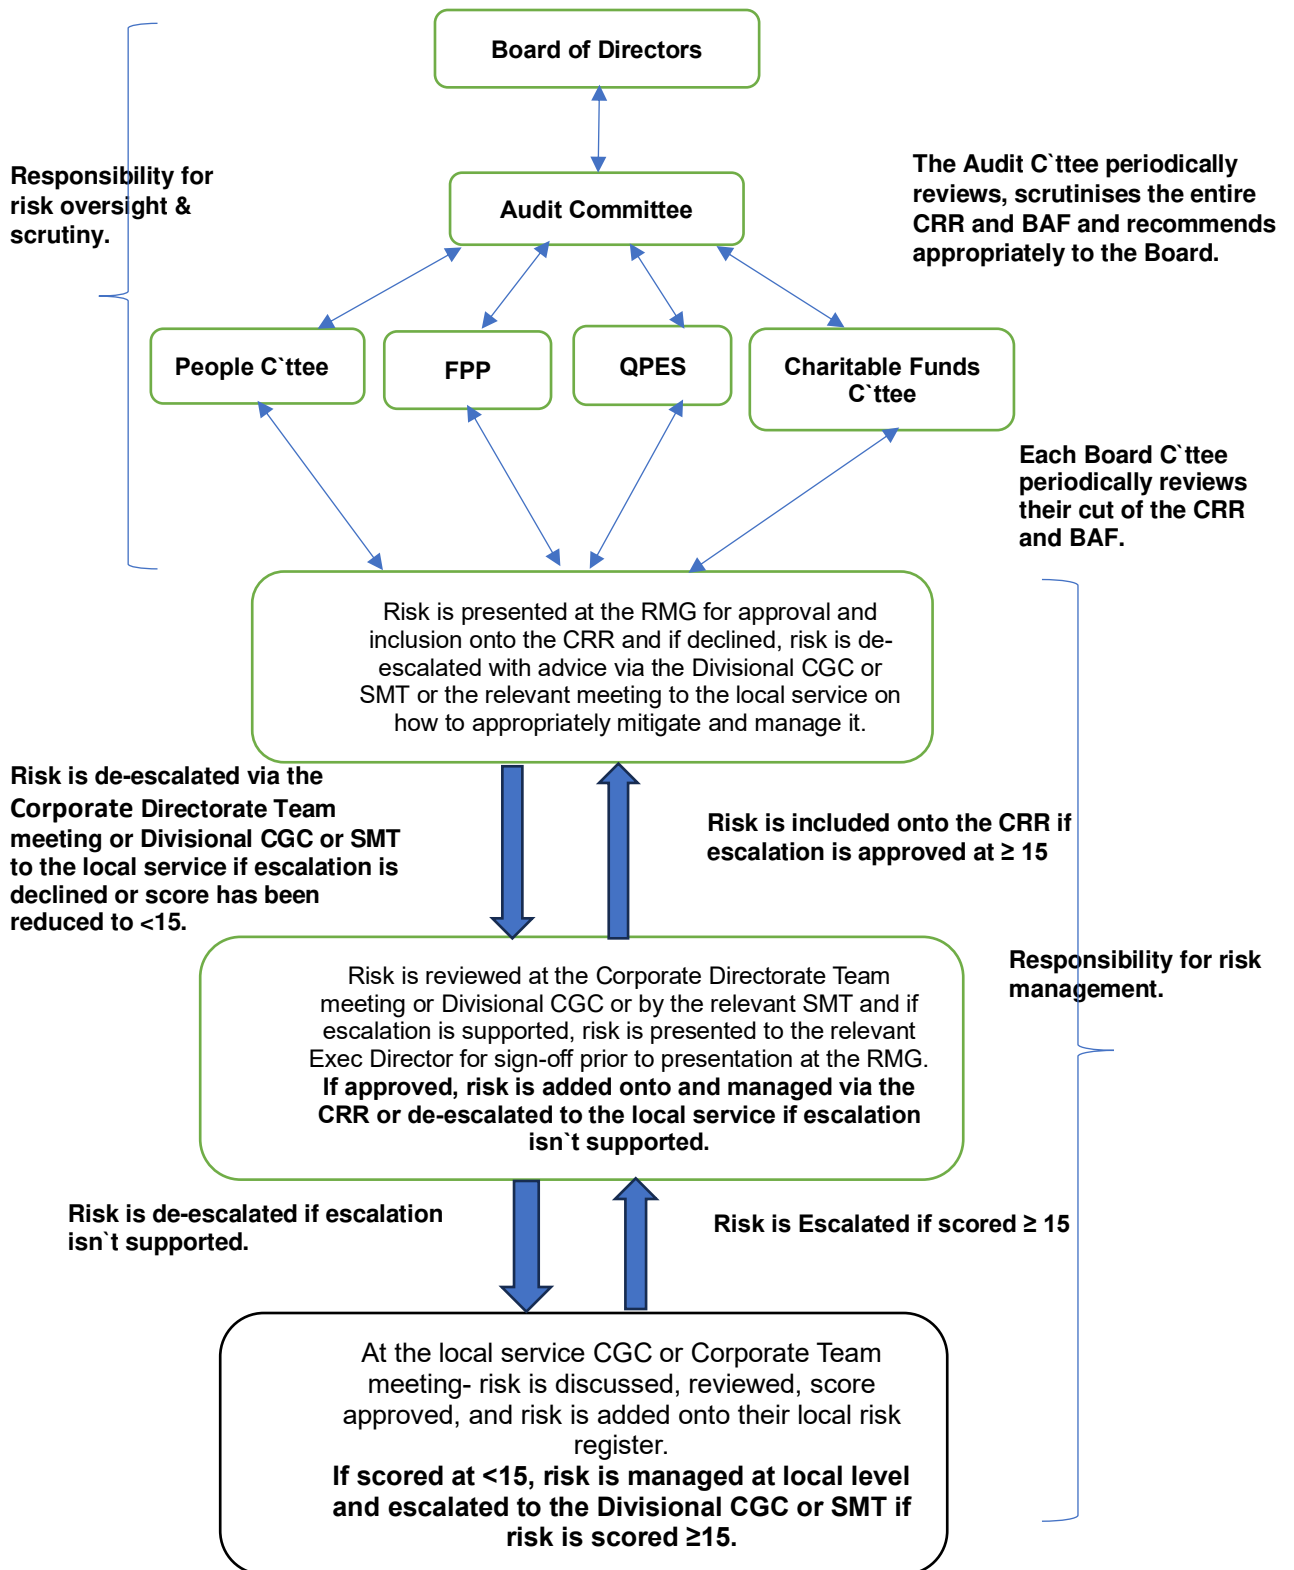 Board of Directors
Responsibility for
risk oversight &
scrutiny.
The Audit C`ttee periodically
reviews, scrutinises the entire
CRR and BAF and recommends
appropriately to the Board.
Audit Committee
People C`ttee
FPP
QPES
Charitable Funds
C`ttee
Each Board C`ttee
periodically reviews
their cut of the CRR
and BAF.
Risk is presented at the RMG for approval and
inclusion onto the CRR and if declined, risk is de-
escalated with advice via the Divisional CGC or
SMT or the relevant meeting to the local service on
how to appropriately mitigate and manage it.
Risk is de-escalated via the
Corporate Directorate Team
meeting or Divisional CGC or SMT
to the local service if escalation is
declined or score has been
reduced to <15.
Risk is included onto the CRR if
escalation is approved at ≥ 15
Responsibility for risk
management.
Risk is reviewed at the Corporate Directorate Team
meeting or Divisional CGC or by the relevant SMT and if
escalation is supported, risk is presented to the relevant
Exec Director for sign-off prior to presentation at the RMG.
If approved, risk is added onto and managed via the
CRR or de-escalated to the local service if escalation
isn`t supported.
Risk is de-escalated if escalation
isn`t supported.
Risk is Escalated if scored ≥ 15
At the local service CGC or Corporate Team
meeting- risk is discussed, reviewed, score
approved, and risk is added onto their local risk
register.
If scored at <15, risk is managed at local level
and escalated to the Divisional CGC or SMT if
risk is scored ≥15.